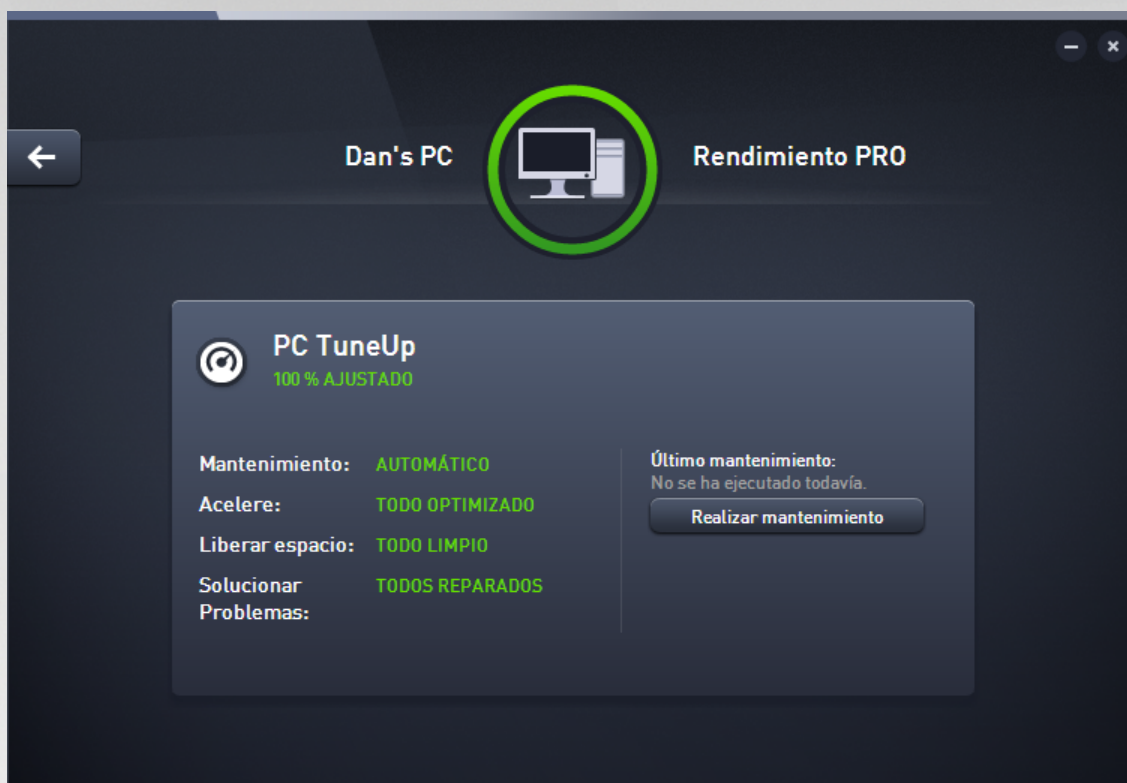 Dan's PC
Rendimiento PRO
PC TuneUp
100 % AJUSTADO
Mantenimiento: AUTOMÁTICO
Acelere: TODO OPTIMIZADO
Liberar espacio: TODO LIMPIO
Solucionar Problemas: TODOS REPARADOS
Último mantenimiento:
No se ha ejecutado todavía.
Realizar mantenimiento